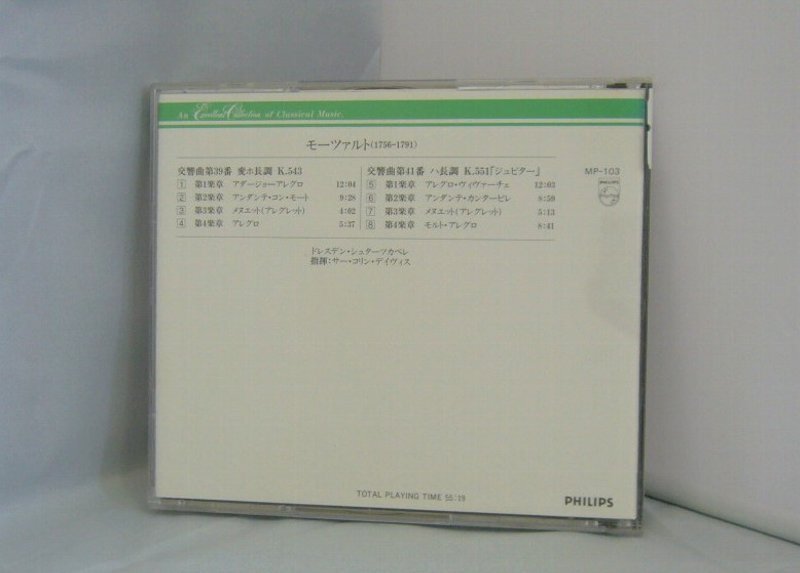 An Excellent Collection of Classical Music.
モーツァルト(1756-1791)
交響曲第39番 変ホ長調 K.543
1 第1楽章 アダージョーアレグロ 12:04
2 第2楽章 アンダンテ・コン・モート 9:28
3 第3楽章 メヌエット(アレグレット) 4:02
4 第4楽章 アレグロ 5:37
交響曲第41番 ハ長調 K.551「ジュピター」
5 第1楽章 アレグロ・ヴィヴァーチェ 12:03
6 第2楽章 アンダンテ・カンタービレ 8:59
7 第3楽章 メヌエット(アレグレット) 5:13
8 第4楽章 モルト・アレグロ 8:41
MP-103
PHILIPS
ドレスデン・シュターツカペレ
指揮:サー・コリン・デイヴィス
TOTAL PLAYING TIME 55:19
PHILIPS